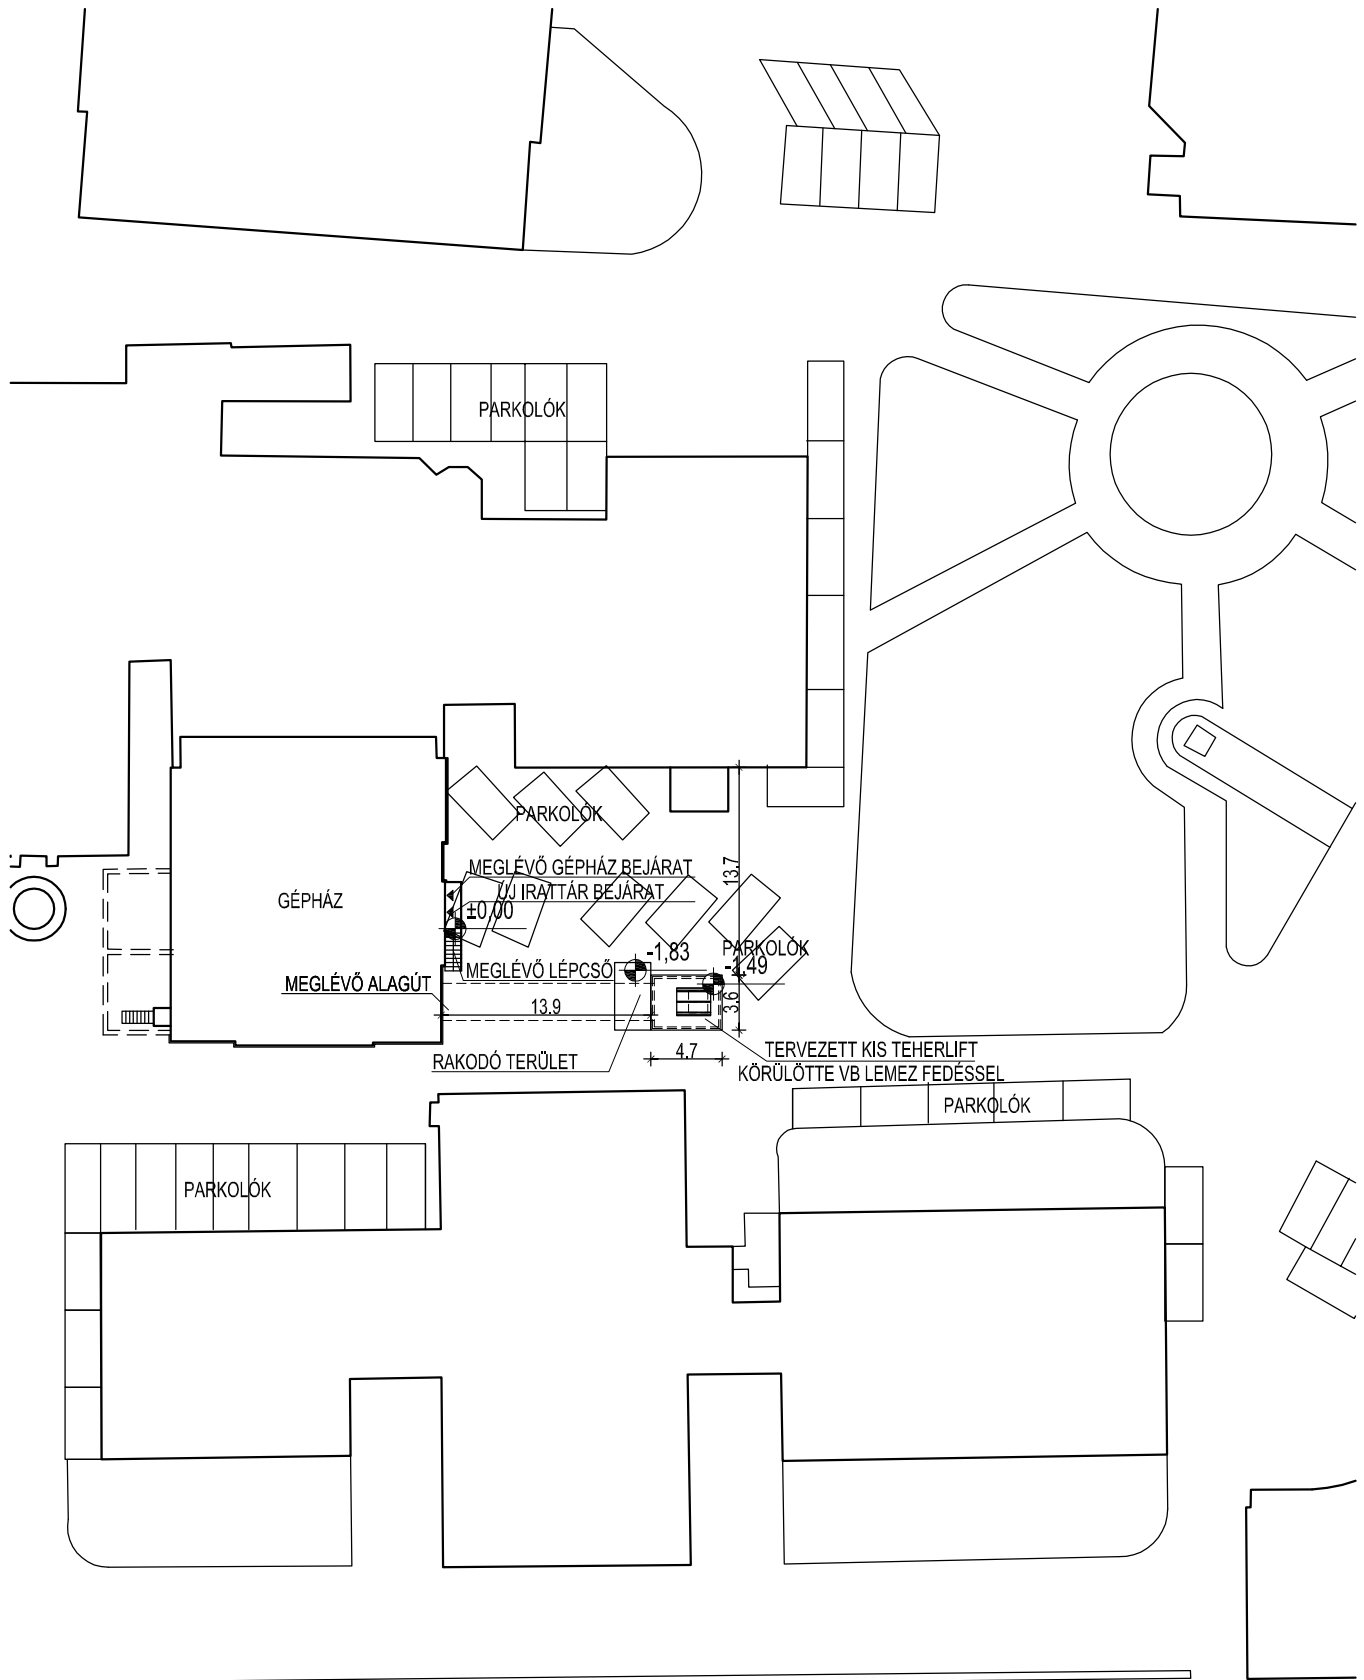 PARKOLÓK
PARKOLÓK
13.7
MEGLÉVŐ GÉPHÁZ BEJÁRAT
ÚJ IRATTÁR BEJÁRAT
GÉPHÁZ
±0,00
PARKOLÓK
-1,83
-1,49
MEGLÉVŐ LÉPCSŐ
MEGLÉVŐ ALAGÚT
13.9
3.6
RAKODÓ TERÜLET
4.7
TERVEZETT KIS TEHERLIFT
KÖRÜLÖTTE VB LEMEZ FEDÉSSEL
PARKOLÓK
PARKOLÓK